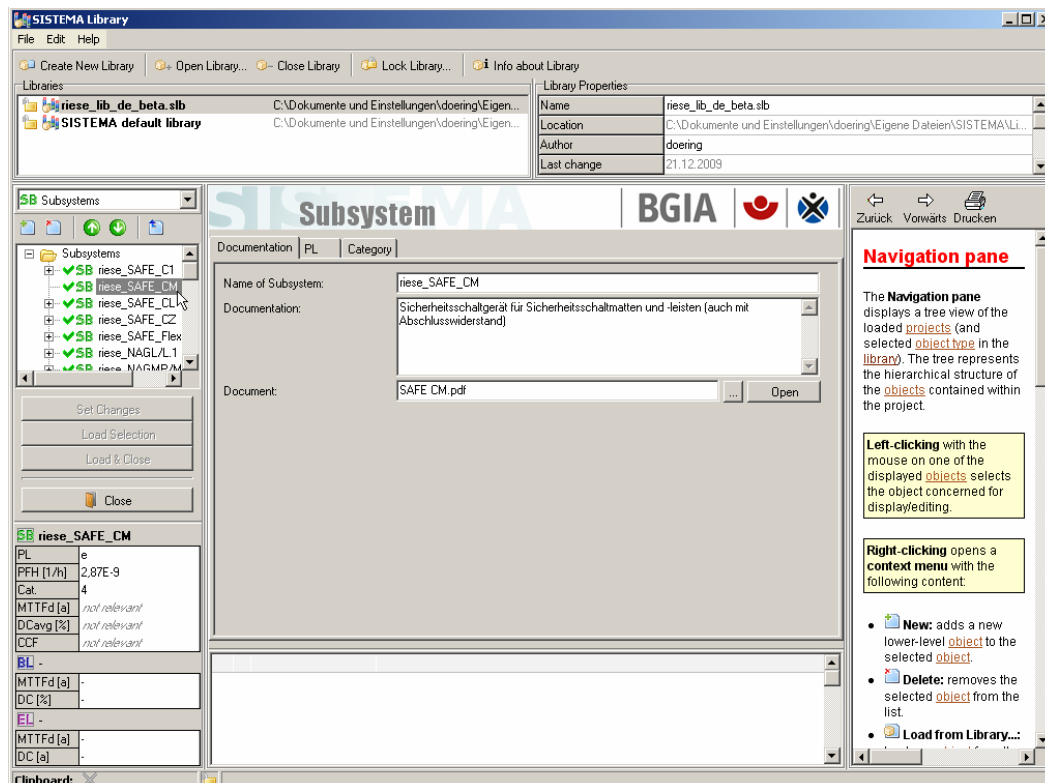 SISTEMA Library
File Edit Help
Create New Library Open Library... Close Library Lock Library... Info about Library
Libraries
riese_lib_de_beta.slb C:\Dokumente und Einstellungen\doering\Eigen...
SISTEMA default library C:\Dokumente und Einstellungen\doering\Eigen...
Library Properties
Name riese_lib_de_beta.slb
Location C:\Dokumente und Einstellungen\doering\Eigene Dateien\SISTEMA\Li...
Author doering
Last change 21.12.2009
SB Subsystems
Subsystems
SB riese_SAFE_C1
SB riese_SAFE_CM
SB riese_SAFE_CL
SB riese_SAFE_CZ
SB riese_SAFE_Flex
SB riese_NAGL/L.1
SB riese_NAGMP/M
Set Changes
Load Selection
Load & Close
Close
SB riese_SAFE_CM
PL e
PFH [1/h] 2,87E-9
Cat. 4
MTTFd [a] not relevant
DCavg [%] not relevant
CCF not relevant
BL -
MTTFd [a] -
DC [%] -
EL -
MTTFd [a] -
DC [a] -
Clipboard:
SISTEMA
Subsystem
BGIA
Documentation PL Category
Name of Subsystem: riese_SAFE_CM
Documentation: Sicherheitsschaltgerät für Sicherheitsschaltmatten und -leisten (auch mit
Abschlusswiderstand)
Document: SAFE CM.pdf ... Open
Zurück Vorwärts Drucken
Navigation pane
The Navigation pane
displays a tree view of the
loaded projects (and
selected object type in the
library). The tree represents
the hierarchical structure of
the objects contained within
the project.
Left-clicking with the
mouse on one of the
displayed objects selects
the object concerned for
display/editing.
Right-clicking opens a
context menu with the
following content:
• New: adds a new
lower-level object to the
selected object.
• Delete: removes the
selected object from the
list.
• Load from Library...: